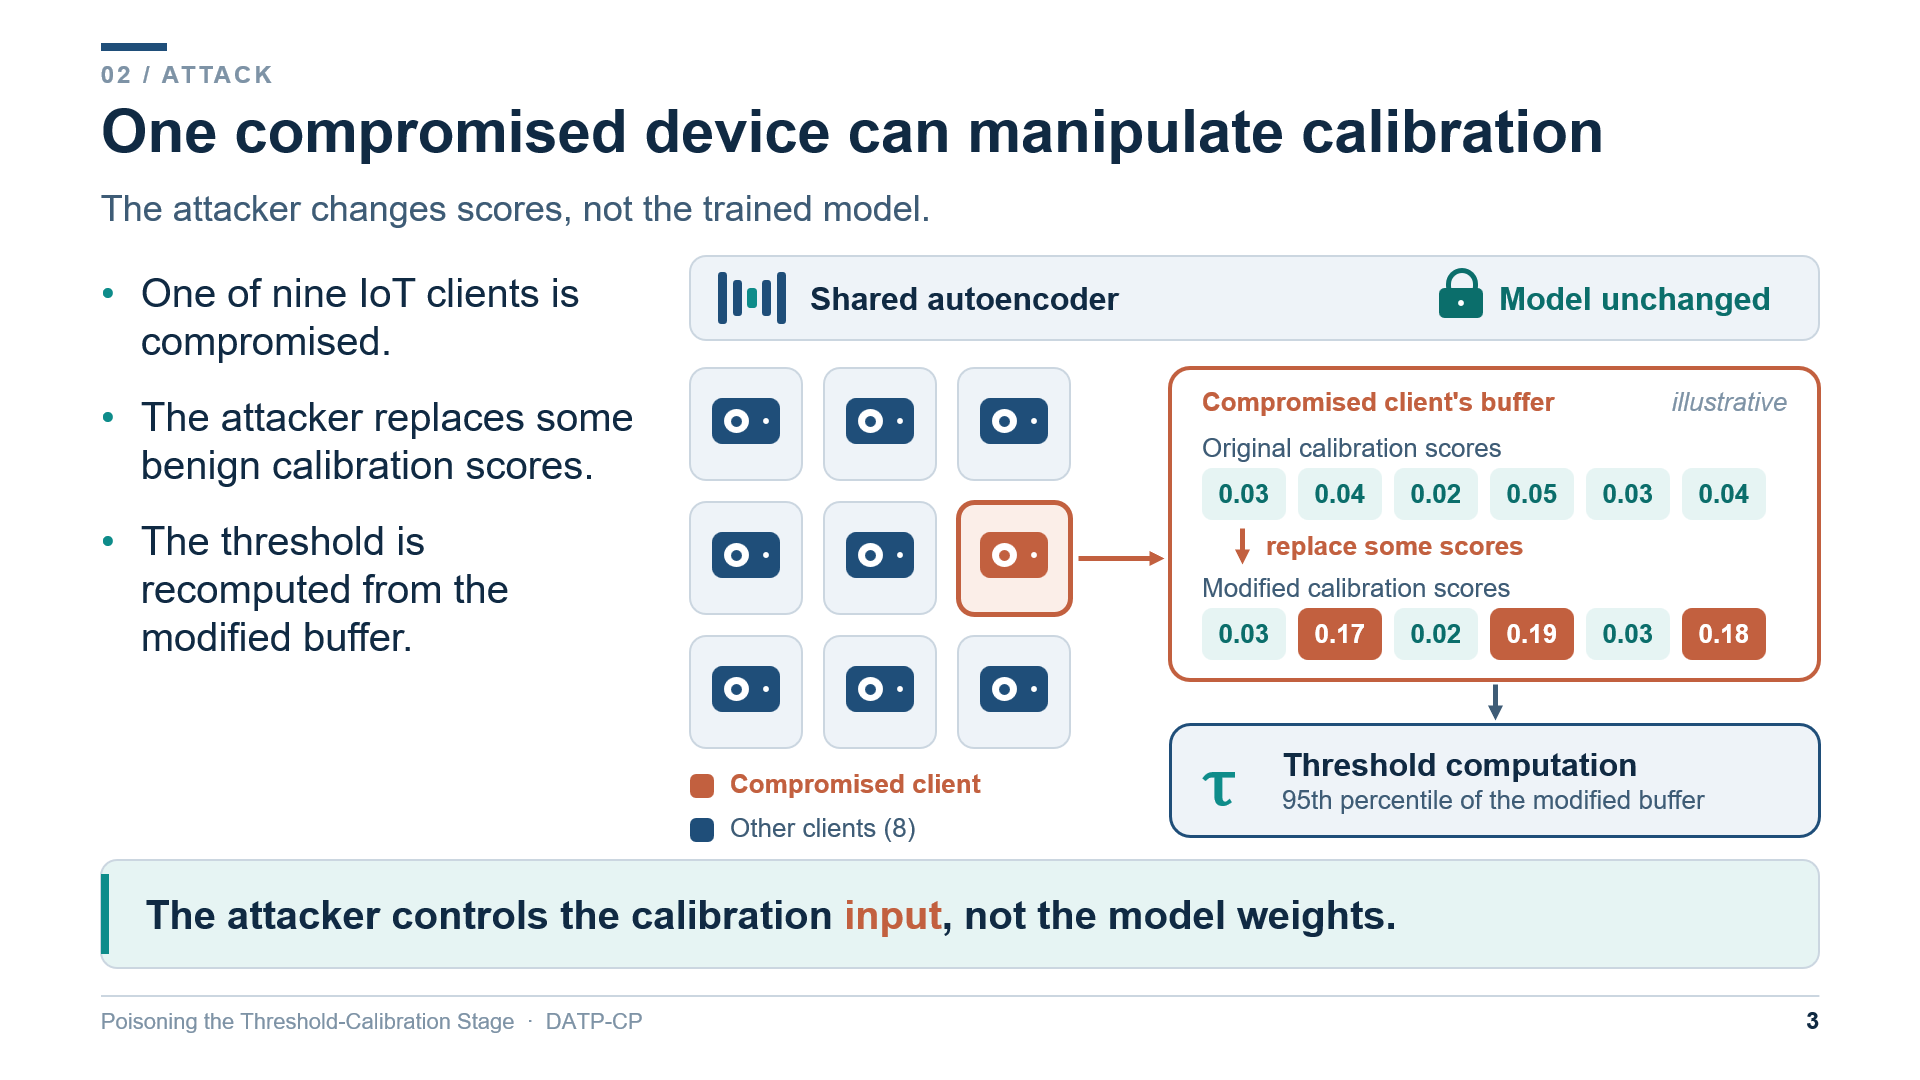 02 / ATTACK
One compromised device can manipulate calibration
The attacker changes scores, not the trained model.
• One of nine IoT clients is
compromised.
• The attacker replaces some
benign calibration scores.
• The threshold is
recomputed from the
modified buffer.
Shared autoencoder
Model unchanged
Compromised client
Other clients (8)
Compromised client's buffer
illustrative
Original calibration scores
0.03 0.04 0.02 0.05 0.03 0.04
replace some scores
Modified calibration scores
0.03 0.17 0.02 0.19 0.03 0.18
τ
Threshold computation
95th percentile of the modified buffer
The attacker controls the calibration input, not the model weights.
Poisoning the Threshold-Calibration Stage · DATP-CP
3